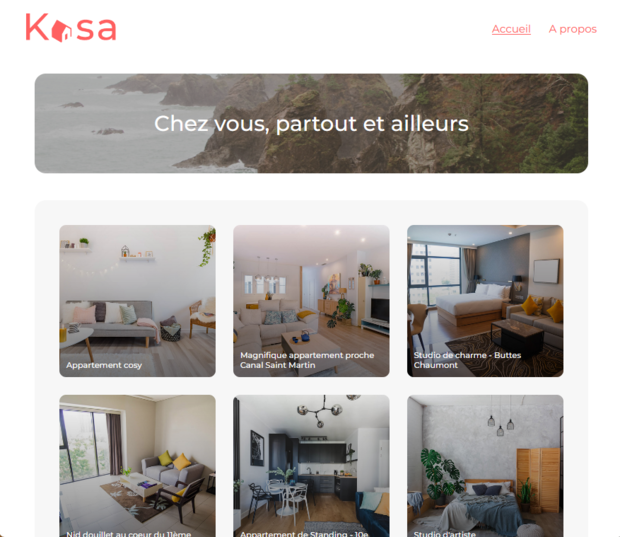 Kasa
Accueil
A propos
Chez vous, partout et ailleurs
Appartement cosy
Magnifique appartement proche
Canal Saint Martin
Studio de charme - Buttes
Chaumont
Nid douillet au coeur du 11ème
Appartement de Standing - 10e
Studio d'artiste